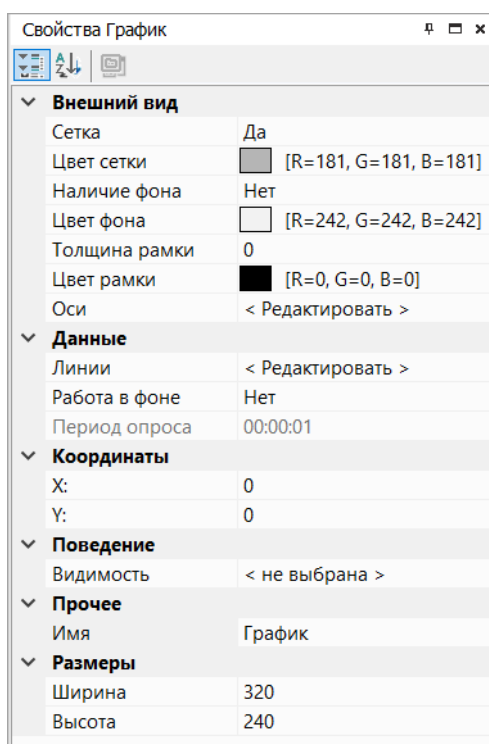 Свойства График
Внешний вид
Сетка Да
Цвет сетки [R=181, G=181, B=181]
Наличие фона Нет
Цвет фона [R=242, G=242, B=242]
Толщина рамки 0
Цвет рамки [R=0, G=0, B=0]
Оси < Редактировать >
Данные
Линии < Редактировать >
Работа в фоне Нет
Период опроса 00:00:01
Координаты
X: 0
Y: 0
Поведение
Видимость < не выбрана >
Прочее
Имя График
Размеры
Ширина 320
Высота 240